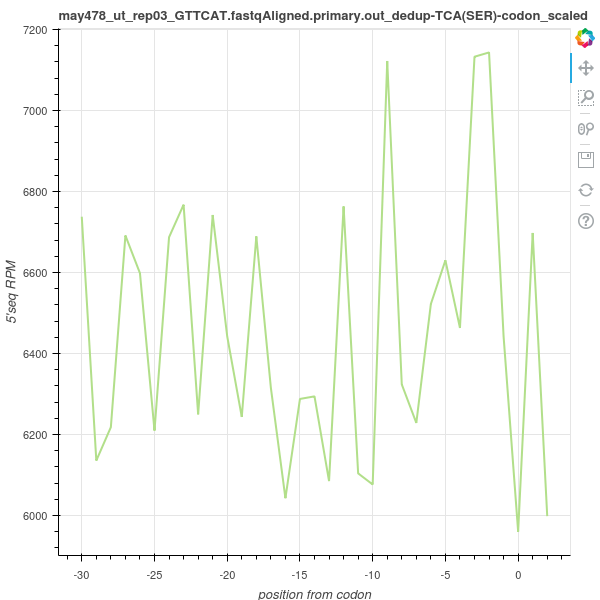 may478_ut_rep03_GTTCAT.fastqAligned.primary.out_dedup-TCA(SER)-codon_scaled
7200
7000
6800
6600
6400
6200
6000
5'seq RPM
-30 -25 -20 -15 -10 -5 0
position from codon